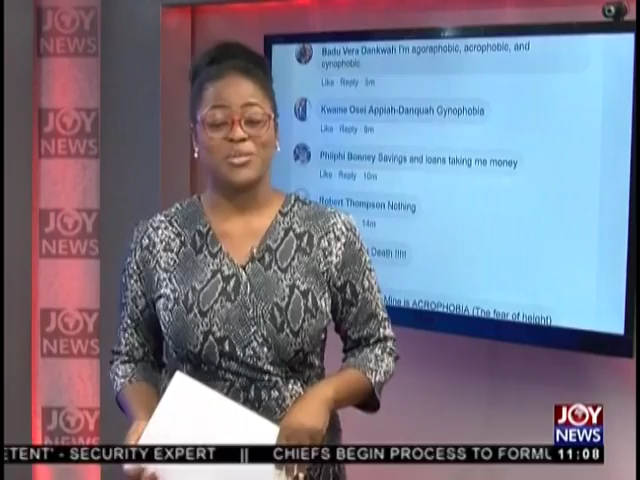 JOY
NEWS
JOY
NEWS
JOY
NEWS
JOY
NEWS
JOY
NEWS
Badu Vera Dankwah I'm agoraphobic, acrophobic, and
cynophobic
Like · Reply · 5m
Kwame Osei Appiah-Danquah Gynophobia
Like · Reply · 8m
Philphi Bonney Savings and loans taking me money
Like · Reply · 10m
Robert Thompson Nothing
14m
Death !!!!!
Mine is ACROPHOBIA (The fear of height)
JOY
NEWS
ETENT' - SECURITY EXPERT || CHIEFS BEGIN PROCESS TO FORMU
11:08